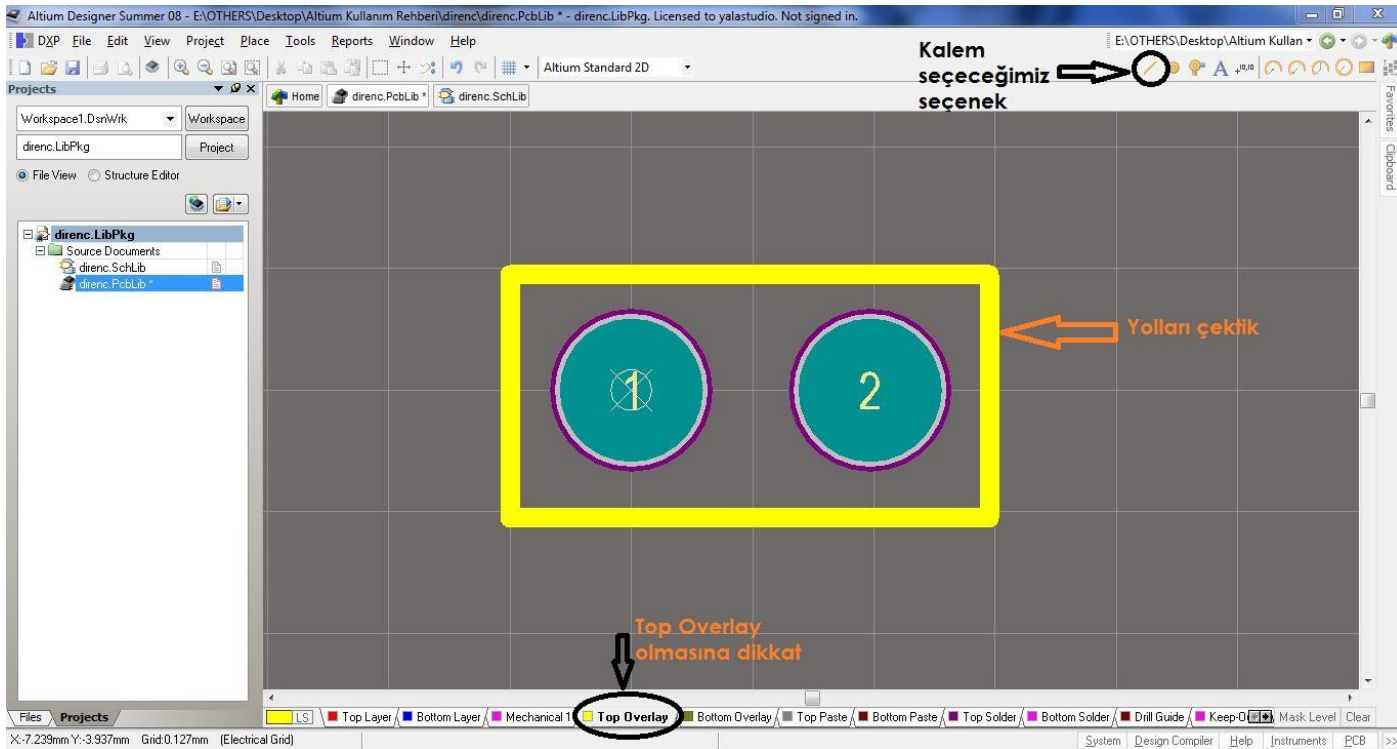 Altium Designer Summer 08 - E:\OTHERS\Desktop\Altium Kullanım Rehberi\direnc\direnc.PcbLib * - direnc.LibPkg. Licensed to yalastudio. Not signed in.
DXP File Edit View Project Place Tools Reports Window Help
E:\OTHERS\Desktop\Altium Kullan
Altium Standard 2D
Kalem
seçeceğimiz
seçenek
Projects
Home direnc.PcbLib * direnc.SchLib
Favorites
Clipboard
Workspace1.DsnWrk Workspace
direnc.LibPkg Project
File View Structure Editor
direnc.LibPkg
Source Documents
direnc.SchLib
direnc.PcbLib *
Yolları çektik
1 2
Top Overlay
olmasına dikkat
Files Projects
LS Top Layer Bottom Layer Mechanical 1 Top Overlay Bottom Overlay Top Paste Bottom Paste Top Solder Bottom Solder Drill Guide Keep-O Mask Level Clear
X:-7.239mm Y:-3.937mm Grid:0.127mm (Electrical Grid)
System Design Compiler Help Instruments PCB >>